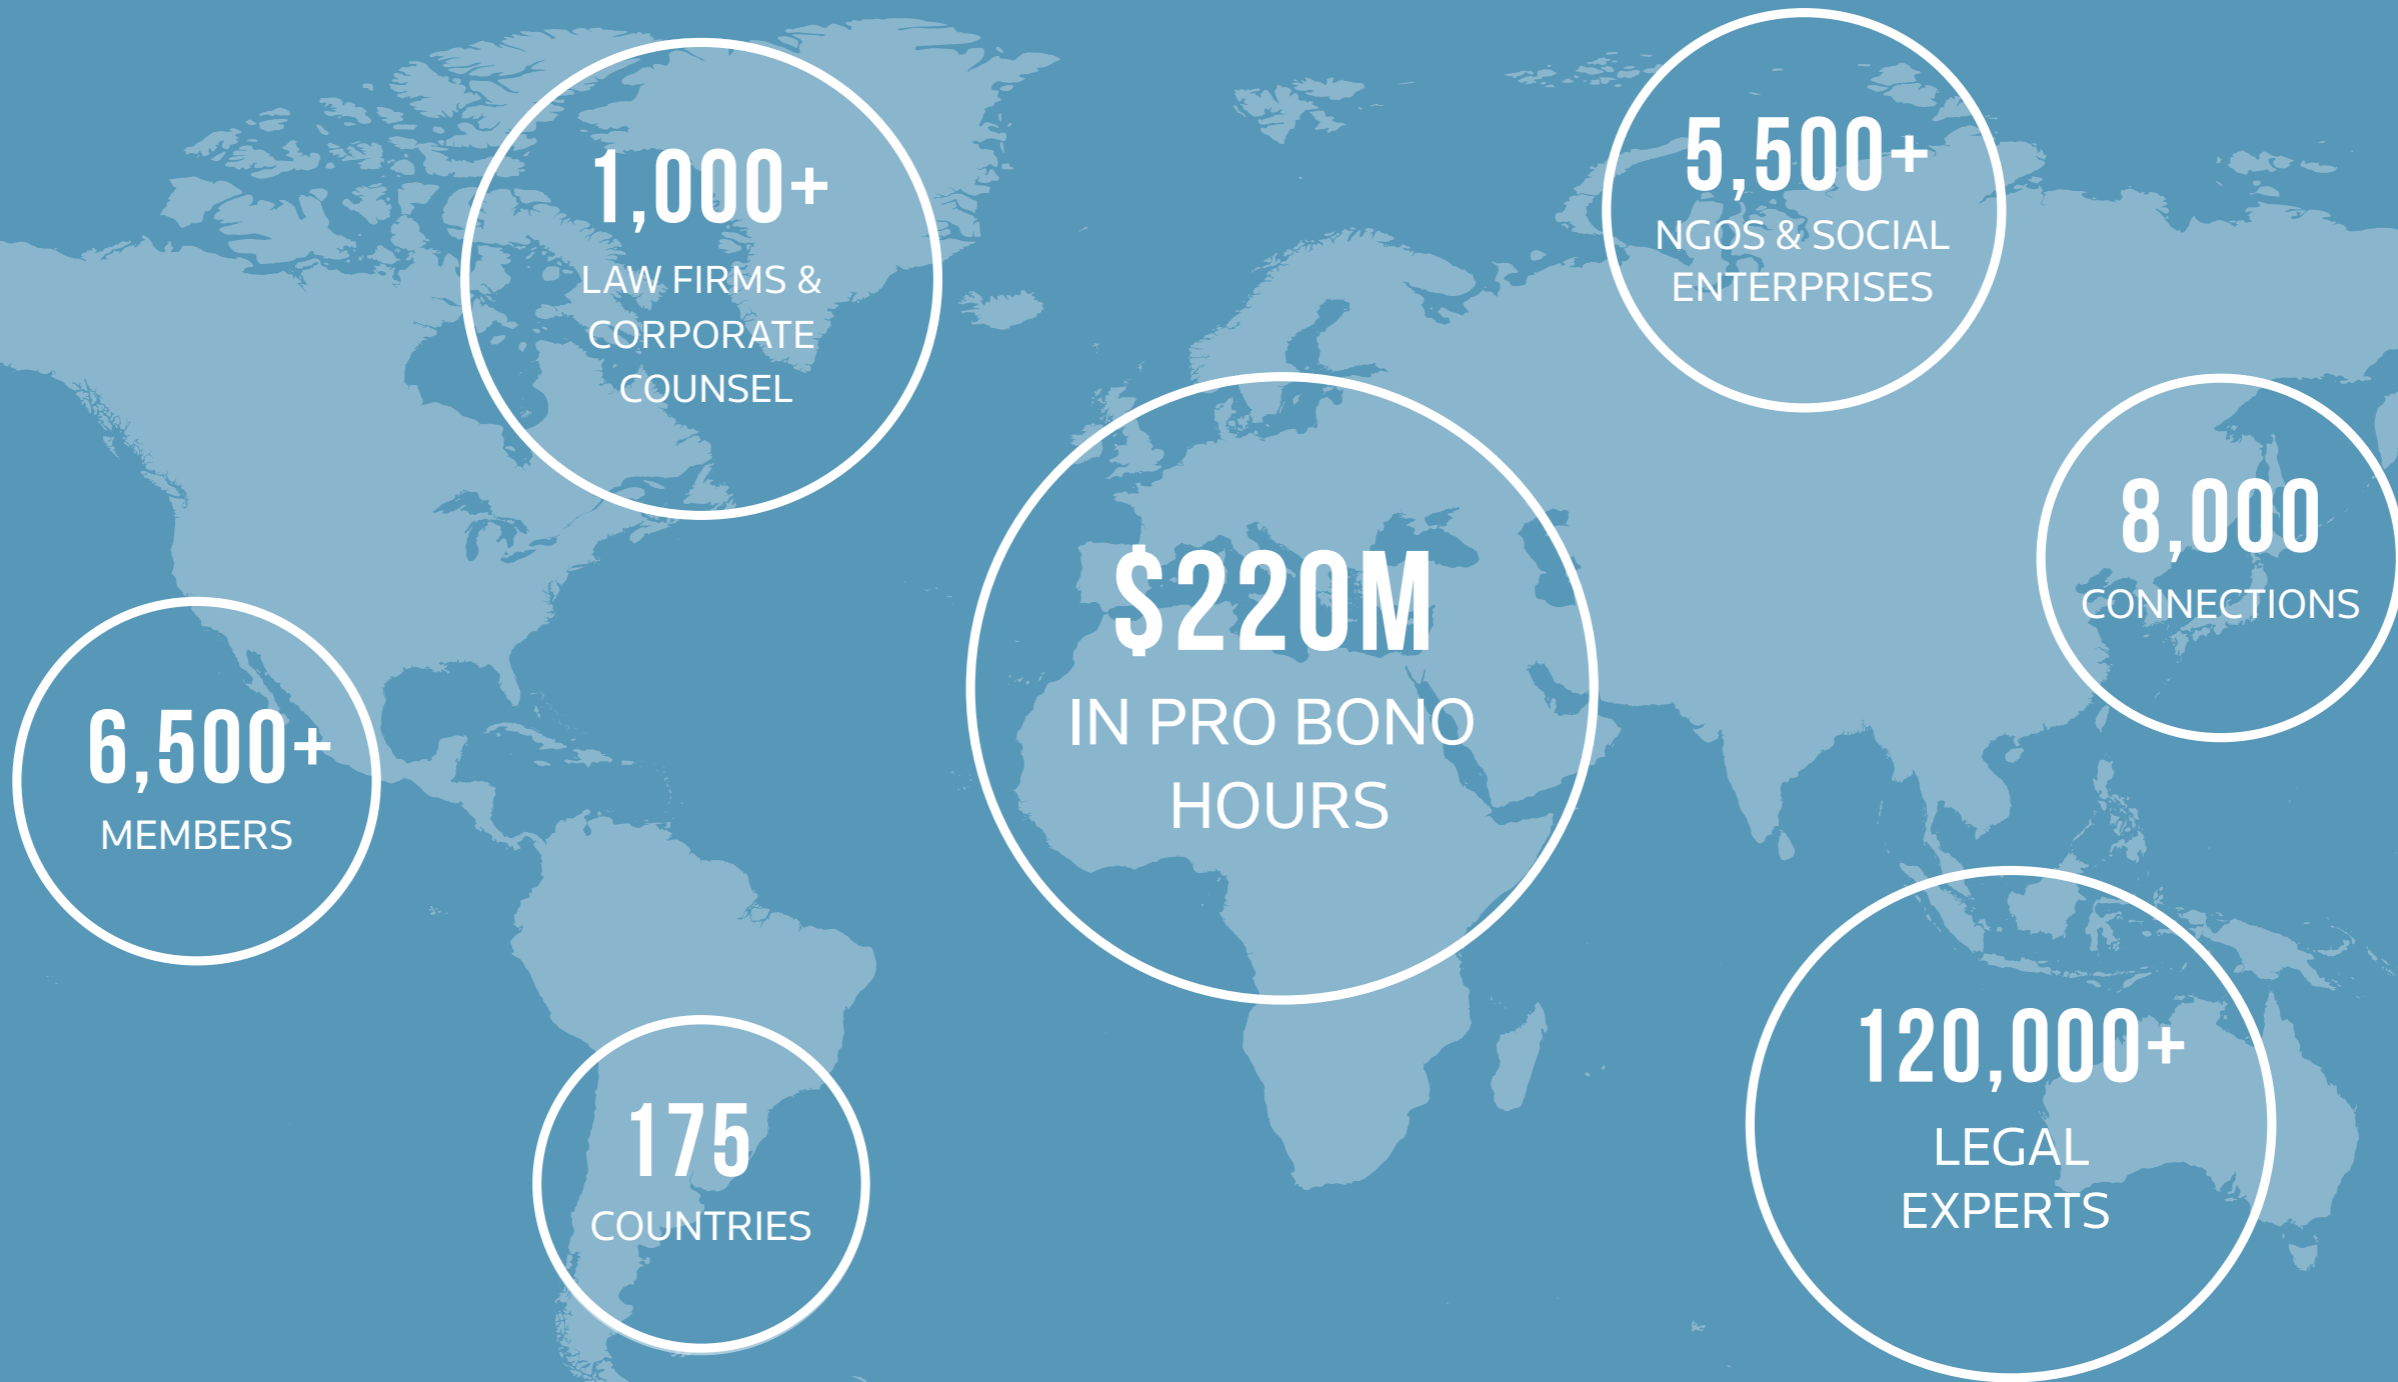 1,000+
LAW FIRMS &
CORPORATE
COUNSEL
5,500+
NGOS & SOCIAL
ENTERPRISES
$220M
IN PRO BONO
HOURS
8,000
CONNECTIONS
6,500+
MEMBERS
175
COUNTRIES
120,000+
LEGAL
EXPERTS